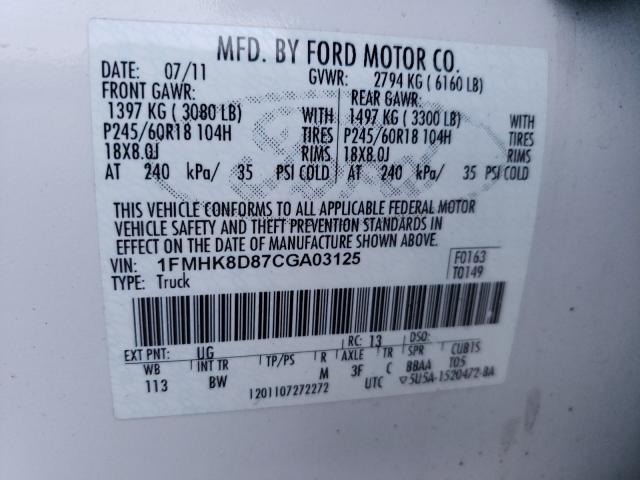 MFD. BY FORD MOTOR CO.
DATE: 07/11 GVWR: 2794 KG ( 6160 LB)
FRONT GAWR: REAR GAWR:
1397 KG ( 3080 LB) WITH 1497 KG ( 3300 LB) WITH
P245/60R18 104H TIRES P245/60R18 104H TIRES
18X8.0J RIMS 18X8.0J RIMS
AT 240 kPa/ 35 PSI COLD AT 240 kPa/ 35 PSI COLD
THIS VEHICLE CONFORMS TO ALL APPLICABLE FEDERAL MOTOR
VEHICLE SAFETY AND THEFT PREVENTION STANDARDS IN
EFFECT ON THE DATE OF MANUFACTURE SHOWN ABOVE.
VIN: 1FMHK8D87CGA03125 F0163
TYPE: Truck T0149
EXT PNT: UG RC: 13 DSO:
WB INT TR TP/PS R AXLE TR SPR CUB15
113 BW M 3F C BBAA T05
1201107272272 UTC ▽5U5A-1520472-BA